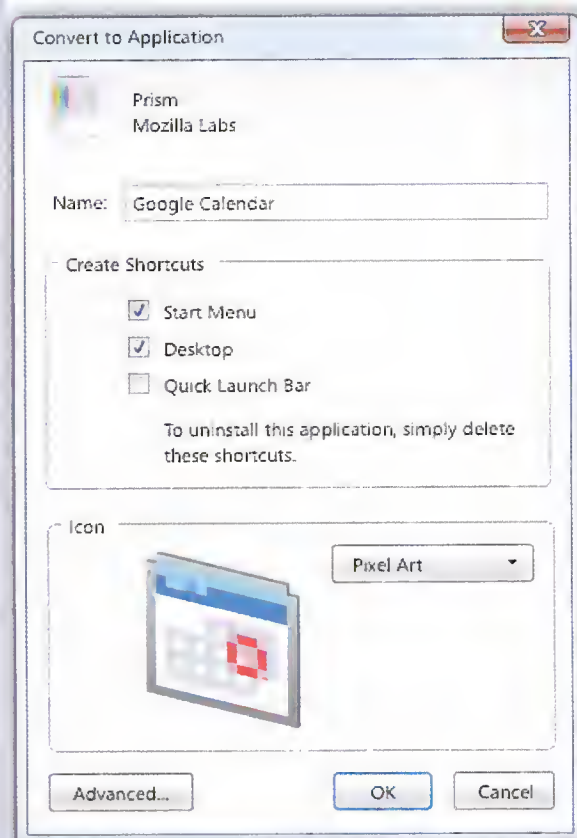 Convert to Application
Prism
Mozilla Labs
Name: Google Calendar
Create Shortcuts
Start Menu
Desktop
Quick Launch Bar
To uninstall this application, simply delete
these shortcuts.
Icon
Pixel Art
Advanced...
OK
Cancel